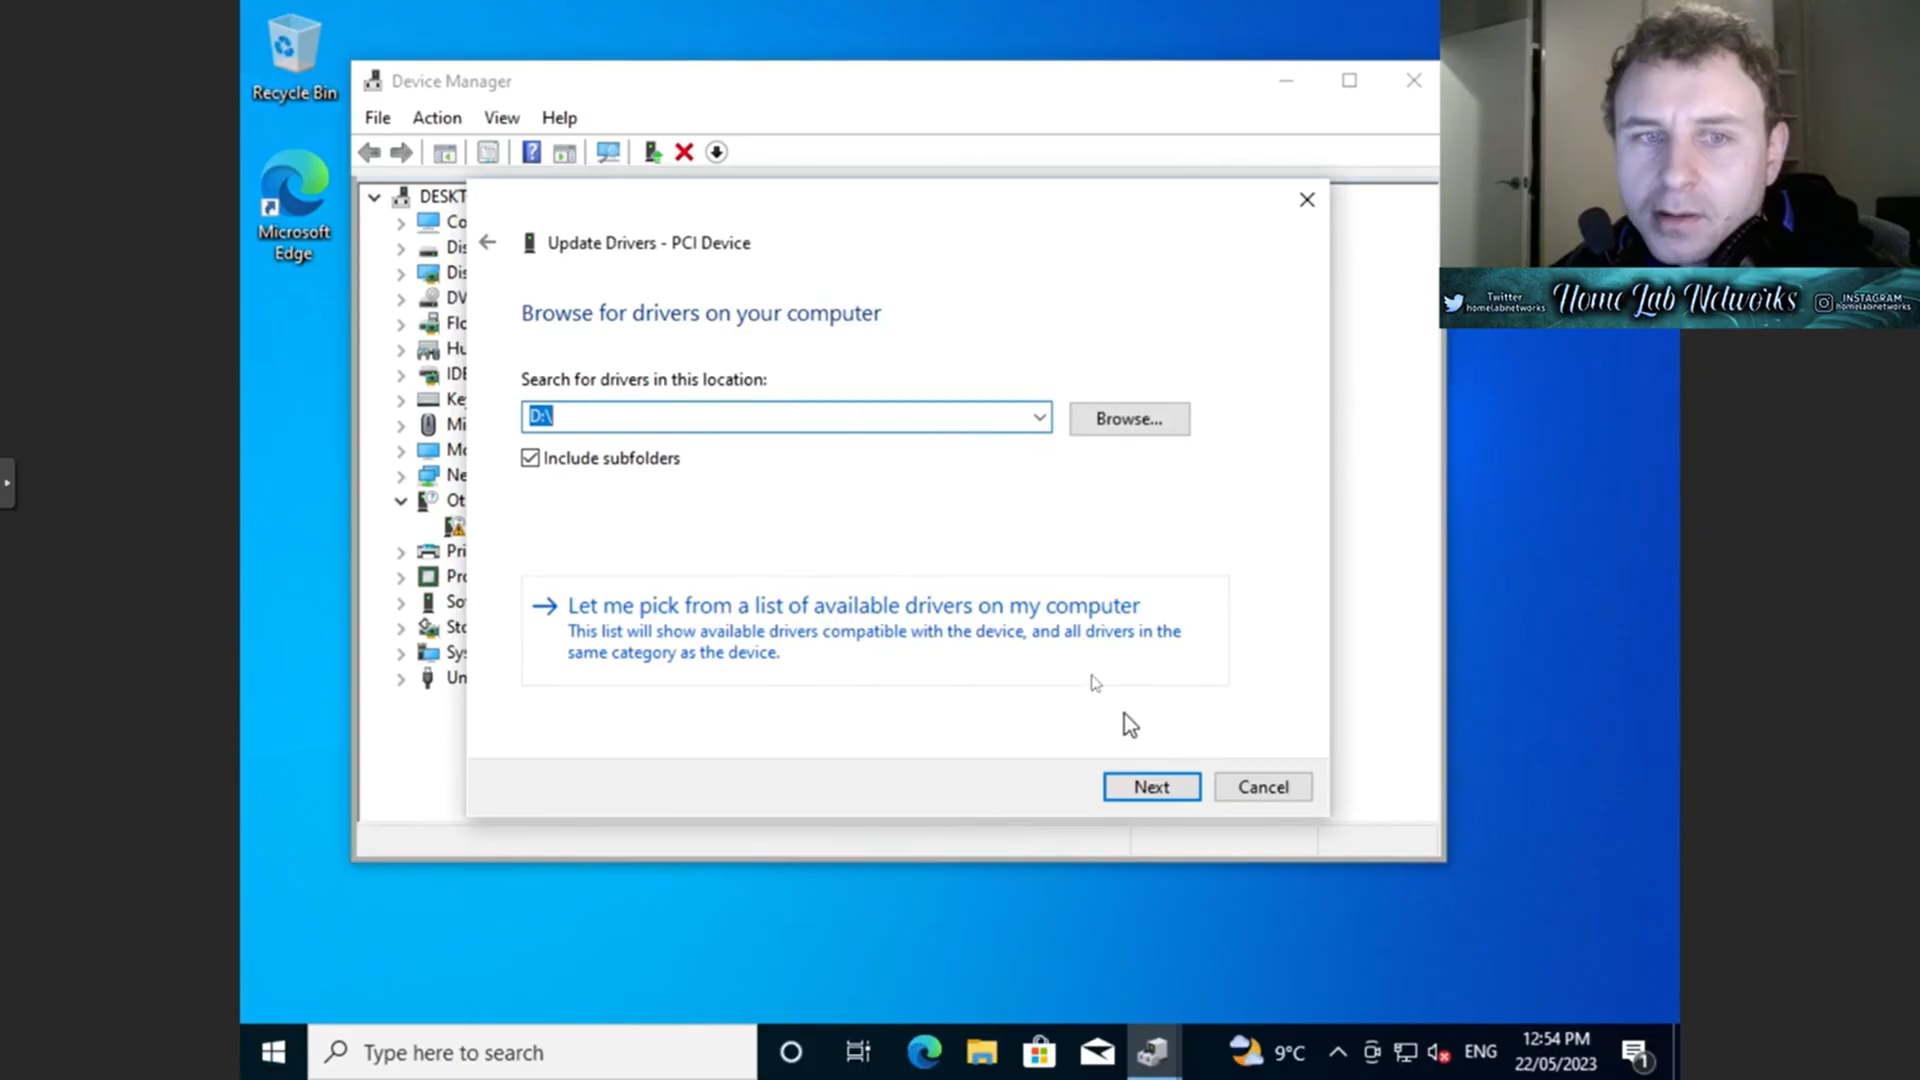 Recycle Bin
Microsoft
Edge
Device Manager
File Action View Help
DESKT
Co
Dis
Dis
DV
Flo
Hu
IDE
Key
Mi
Mo
Ne
Ot
Pri
Pro
So
Sto
Sys
Un
Update Drivers - PCI Device
Browse for drivers on your computer
Search for drivers in this location:
D:\
Browse...
Include subfolders
Let me pick from a list of available drivers on my computer
This list will show available drivers compatible with the device, and all drivers in the
same category as the device.
Next
Cancel
Twitter
homelabnetworks
Home Lab Networks
INSTAGRAM
homelabnetworks
Type here to search
9°C
ENG
12:54 PM
22/05/2023
1